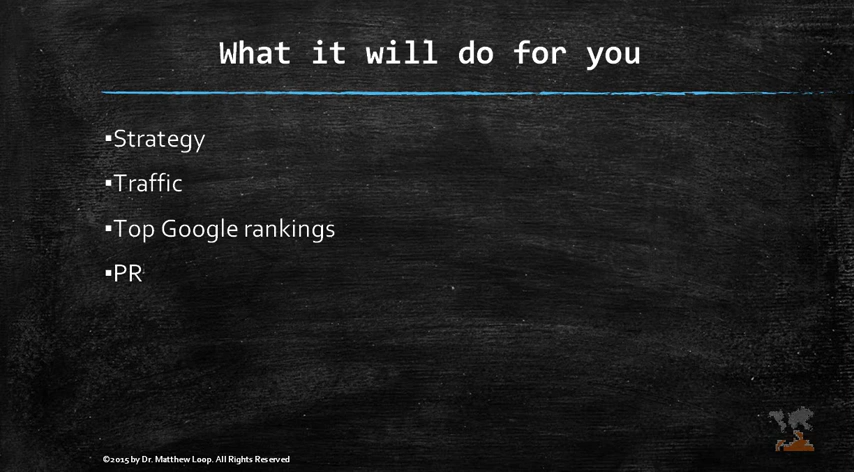 What it will do for you
▪Strategy
▪Traffic
▪Top Google rankings
▪PR
©2015 by Dr. Matthew Loop. All Rights Reserved